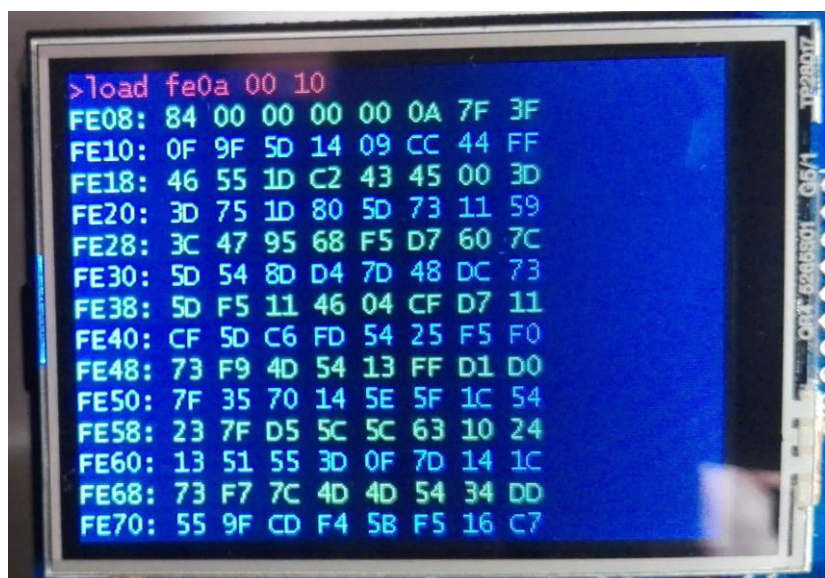 >load fe0a 00 10
FE08: 84 00 00 00 00 0A 7F 3F
FE10: 0F 9F 5D 14 09 CC 44 FF
FE18: 46 55 1D C2 43 45 00 3D
FE20: 3D 75 1D 80 5D 73 11 59
FE28: 3C 47 95 68 F5 D7 60 7C
FE30: 5D 54 8D D4 7D 48 DC 73
FE38: 5D F5 11 46 04 CF D7 11
FE40: CF 5D C6 FD 54 25 F5 F0
FE48: 73 F9 4D 54 13 FF D1 D0
FE50: 7F 35 70 14 5E 5F 1C 54
FE58: 23 7F D5 5C 5C 63 10 24
FE60: 13 51 55 3D 0F 7D 14 1C
FE68: 73 F7 7C 4D 4D 54 34 DD
FE70: 55 9F CD F4 5B F5 16 C7
TP28017
G5/1